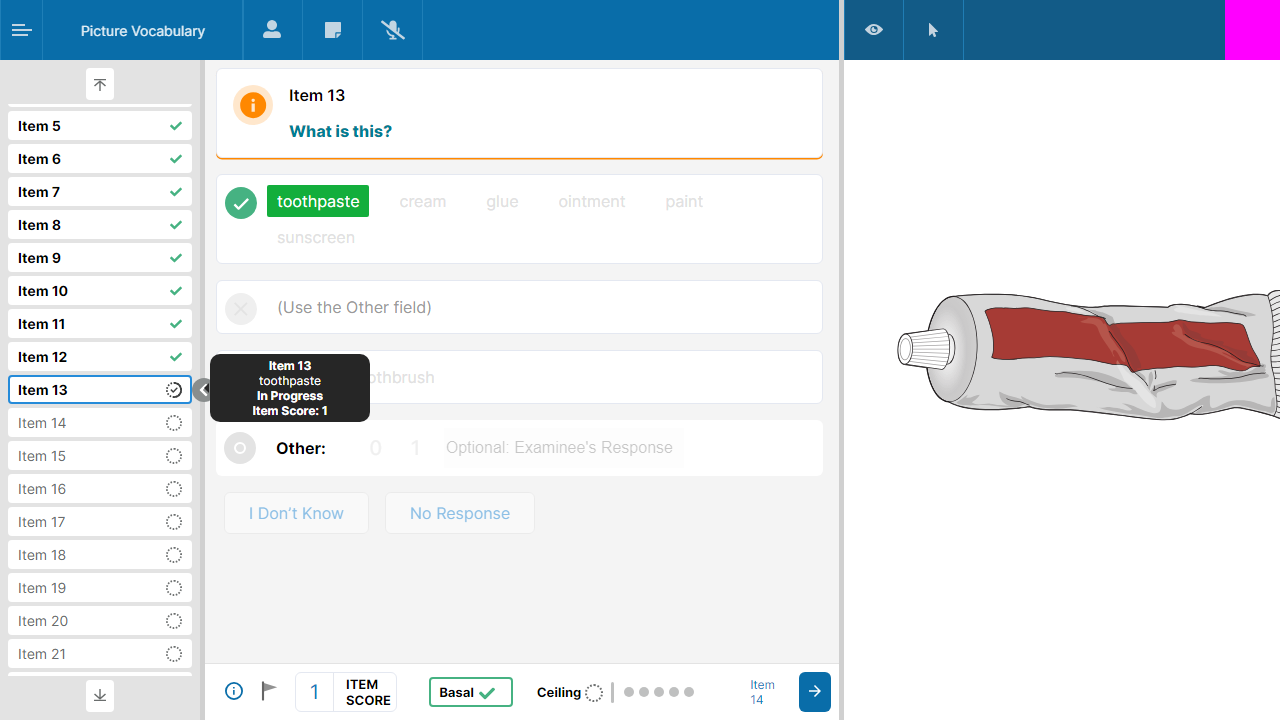 Picture Vocabulary
Item 5
Item 6
Item 7
Item 8
Item 9
Item 10
Item 11
Item 12
Item 13
Item 14
Item 15
Item 16
Item 17
Item 18
Item 19
Item 20
Item 21
Item 13
What is this?
toothpaste cream glue ointment paint
sunscreen
(Use the Other field)
Item 13
toothpaste
In Progress
Item Score: 1
Other: 0 1 Optional: Examinee's Response
I Don't Know No Response
1 ITEM SCORE
Basal
Ceiling
Item 14